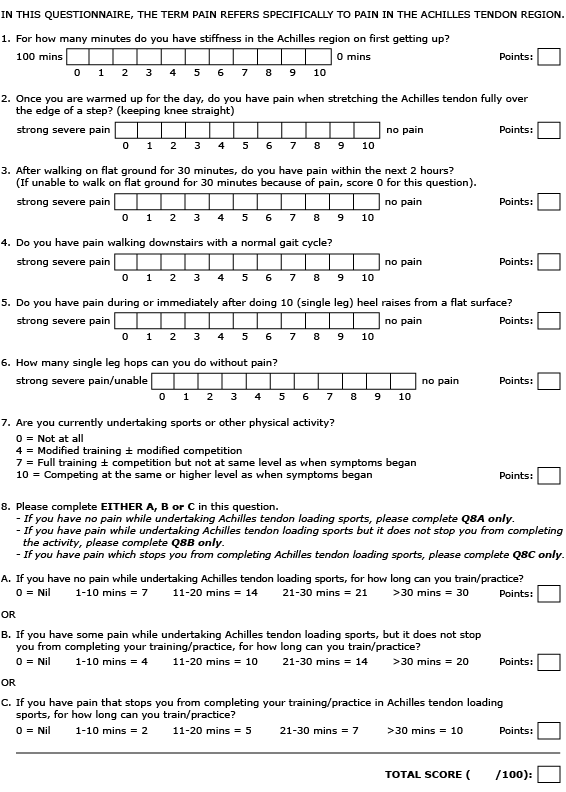 IN THIS QUESTIONNAIRE, THE TERM PAIN REFERS SPECIFICALLY TO PAIN IN THE ACHILLES TENDON REGION.
1. For how many minutes do you have stiffness in the Achilles region on first getting up?
100 mins 0 mins Points:
0 1 2 3 4 5 6 7 8 9 10
2. Once you are warmed up for the day, do you have pain when stretching the Achilles tendon fully over
the edge of a step? (keeping knee straight)
strong severe pain no pain Points:
0 1 2 3 4 5 6 7 8 9 10
3. After walking on flat ground for 30 minutes, do you have pain within the next 2 hours?
(If unable to walk on flat ground for 30 minutes because of pain, score 0 for this question).
strong severe pain no pain Points:
0 1 2 3 4 5 6 7 8 9 10
4. Do you have pain walking downstairs with a normal gait cycle?
strong severe pain no pain Points:
0 1 2 3 4 5 6 7 8 9 10
5. Do you have pain during or immediately after doing 10 (single leg) heel raises from a flat surface?
strong severe pain no pain Points:
0 1 2 3 4 5 6 7 8 9 10
6. How many single leg hops can you do without pain?
strong severe pain/unable no pain Points:
0 1 2 3 4 5 6 7 8 9 10
7. Are you currently undertaking sports or other physical activity?
0 = Not at all
4 = Modified training ± modified competition
7 = Full training ± competition but not at same level as when symptoms began
10 = Competing at the same or higher level as when symptoms began Points:
8. Please complete EITHER A, B or C in this question.
- If you have no pain while undertaking Achilles tendon loading sports, please complete Q8A only.
- If you have pain while undertaking Achilles tendon loading sports but it does not stop you from completing
the activity, please complete Q8B only.
- If you have pain which stops you from completing Achilles tendon loading sports, please complete Q8C only.
A. If you have no pain while undertaking Achilles tendon loading sports, for how long can you train/practice?
0 = Nil 1-10 mins = 7 11-20 mins = 14 21-30 mins = 21 >30 mins = 30 Points:
OR
B. If you have some pain while undertaking Achilles tendon loading sports, but it does not stop
you from completing your training/practice, for how long can you train/practice?
0 = Nil 1-10 mins = 4 11-20 mins = 10 21-30 mins = 14 >30 mins = 20 Points:
OR
C. If you have pain that stops you from completing your training/practice in Achilles tendon loading
sports, for how long can you train/practice?
0 = Nil 1-10 mins = 2 11-20 mins = 5 21-30 mins = 7 >30 mins = 10 Points:
TOTAL SCORE ( /100):